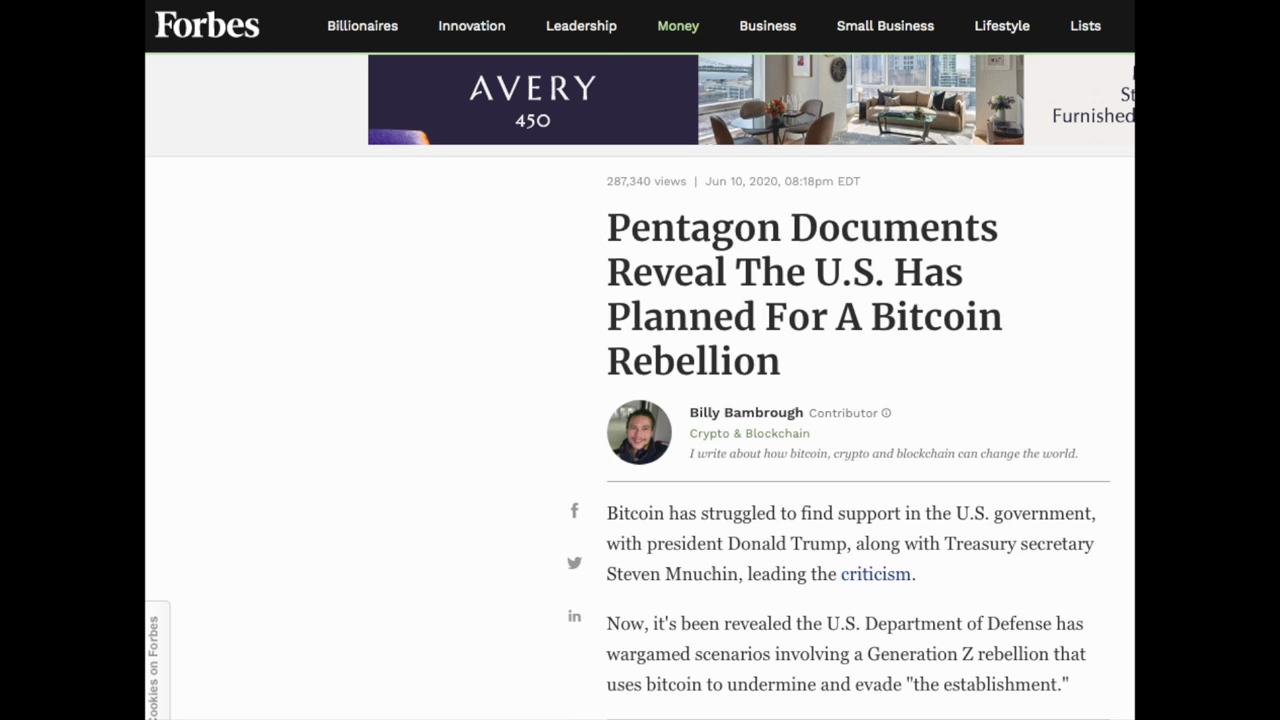 Forbes
Billionaires Innovation Leadership Money Business Small Business Lifestyle Lists
AVERY
450
St
Furnished
287,340 views | Jun 10, 2020, 08:18pm EDT
Pentagon Documents
Reveal The U.S. Has
Planned For A Bitcoin
Rebellion
Billy Bambrough Contributor
Crypto & Blockchain
I write about how bitcoin, crypto and blockchain can change the world.
Bitcoin has struggled to find support in the U.S. government,
with president Donald Trump, along with Treasury secretary
Steven Mnuchin, leading the criticism.
Now, it's been revealed the U.S. Department of Defense has
wargamed scenarios involving a Generation Z rebellion that
uses bitcoin to undermine and evade "the establishment."
ookies on Forbes